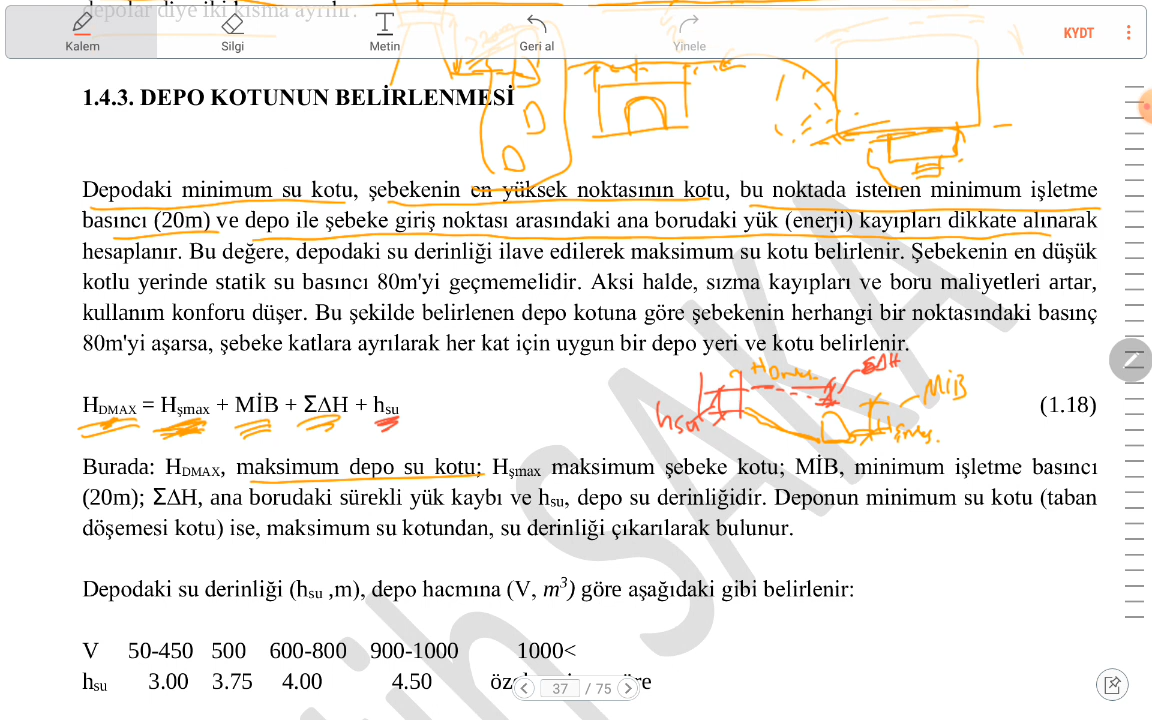 depolar diye iki kısma ayrılır.
Kalem
Silgi
Metin
Geri al
Yinele
KYDT
1.4.3. DEPO KOTUNUN BELİRLENMESİ
Depodaki minimum su kotu, şebekenin en yüksek noktasının kotu, bu noktada istenen minimum işletme
basıncı (20m) ve depo ile şebeke giriş noktası arasındaki ana borudaki yük (enerji) kayıpları dikkate alınarak
hesaplanır. Bu değere, depodaki su derinliği ilave edilerek maksimum su kotu belirlenir. Şebekenin en düşük
kotlu yerinde statik su basıncı 80m'yi geçmemelidir. Aksi halde, sızma kayıpları ve boru maliyetleri artar,
kullanım konforu düşer. Bu şekilde belirlenen depo kotuna göre şebekenin herhangi bir noktasındaki basınç
80m'yi aşarsa, şebeke katlara ayrılarak her kat için uygun bir depo yeri ve kotu belirlenir.
ΣΔH
MİB
hsu
HDMAX = Hşmax + MİB + ΣΔH + hsu (1.18)
Burada: HDMAX, maksimum depo su kotu; Hşmax maksimum şebeke kotu; MİB, minimum işletme basıncı
(20m); ΣΔH, ana borudaki sürekli yük kaybı ve hsu, depo su derinliğidir. Deponun minimum su kotu (taban
döşemesi kotu) ise, maksimum su kotundan, su derinliği çıkarılarak bulunur.
Depodaki su derinliği (hsu ,m), depo hacmına (V, m³) göre aşağıdaki gibi belirlenir:
V 50-450 500 600-800 900-1000 1000<
hsu 3.00 3.75 4.00 4.50
37 / 75
SAKA